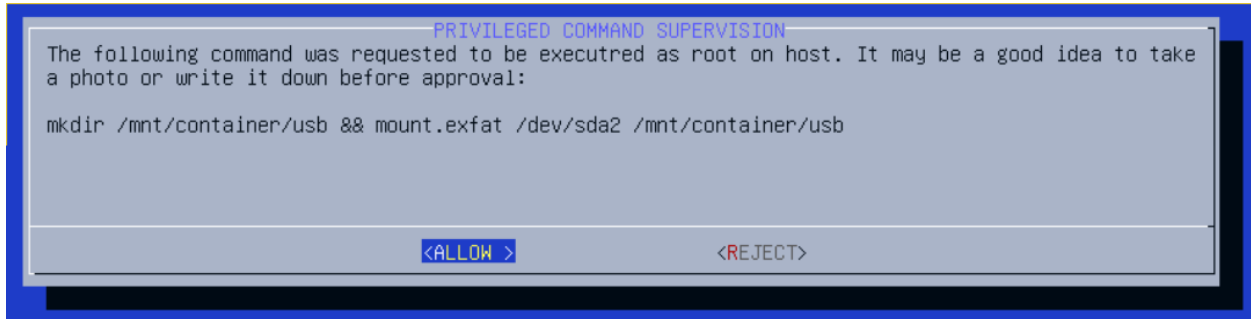 PRIVILEGED COMMAND SUPERVISION
The following command was requested to be executred as root on host. It may be a good idea to take
a photo or write it down before approval:
mkdir /mnt/container/usb && mount.exfat /dev/sda2 /mnt/container/usb
<ALLOW > <REJECT>